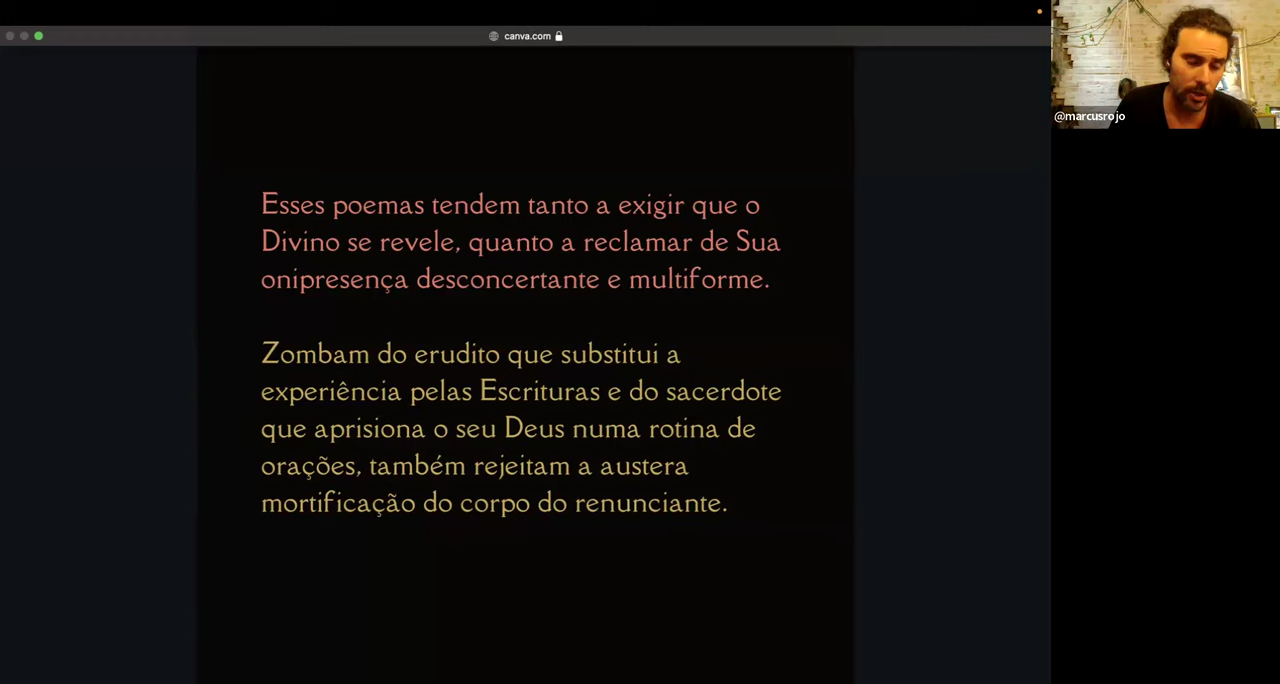 canva.com
@marcusrojo
Esses poemas tendem tanto a exigir que o
Divino se revele, quanto a reclamar de Sua
onipresença desconcertante e multiforme.
Zombam do erudito que substitui a
experiência pelas Escrituras e do sacerdote
que aprisiona o seu Deus numa rotina de
orações, também rejeitam a austera
mortificação do corpo do renunciante.